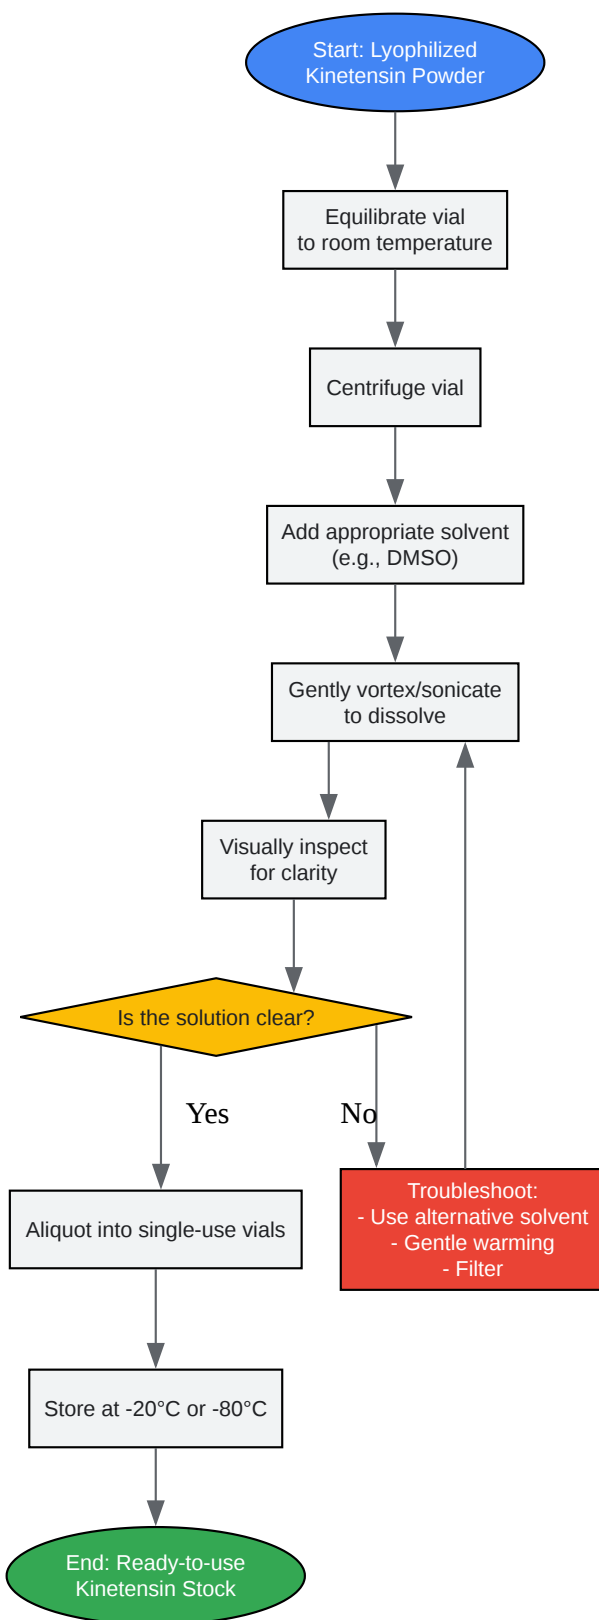 Start: Lyophilized
Kinetensin Powder
Equilibrate vial
to room temperature
Centrifuge vial
Add appropriate solvent
(e.g., DMSO)
Gently vortex/sonicate
to dissolve
Visually inspect
for clarity
Is the solution clear?
Yes
No
Aliquot into single-use vials
Troubleshoot:
- Use alternative solvent
- Gentle warming
- Filter
Store at -20°C or -80°C
End: Ready-to-use
Kinetensin Stock